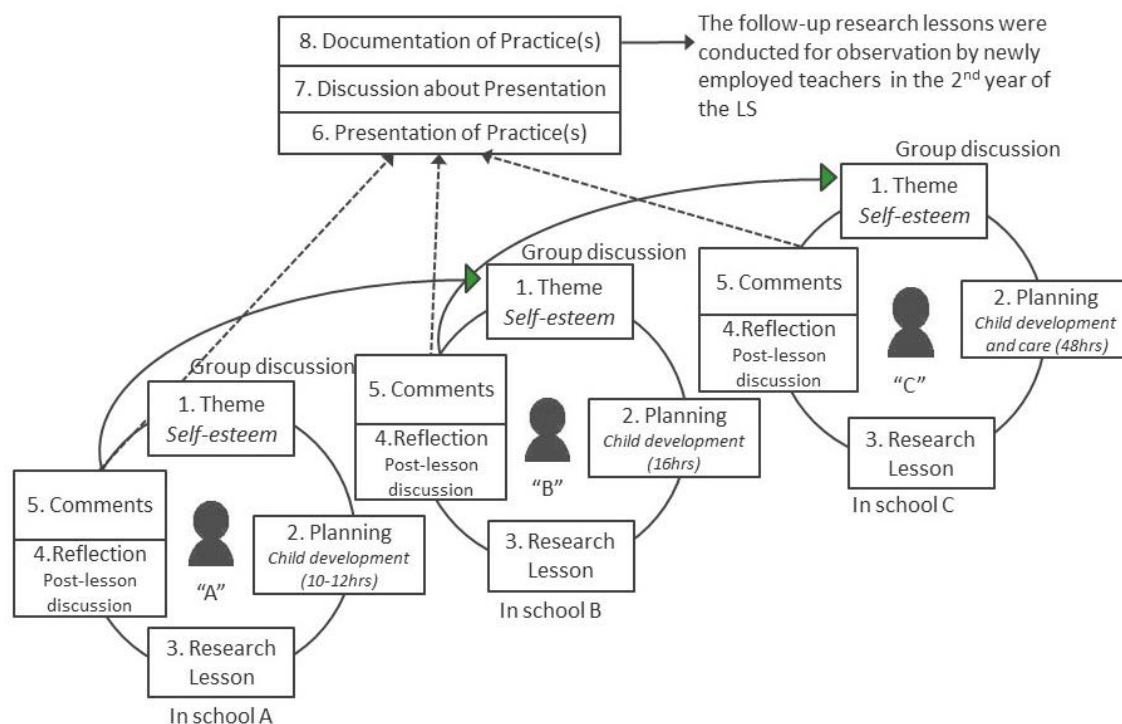 8. Documentation of Practice(s)
7. Discussion about Presentation
6. Presentation of Practice(s)
The follow-up research lessons were
conducted for observation by newly
employed teachers in the 2nd year of
the LS
Group discussion
1. Theme
Self-esteem
5. Comments
4.Reflection
Post-lesson
discussion
"C"
2. Planning
Child development
and care (48hrs)
3. Research
Lesson
In school C
Group discussion
1. Theme
Self-esteem
5. Comments
4.Reflection
Post-lesson
discussion
"B"
2. Planning
Child development
(16hrs)
3. Research
Lesson
In school B
Group discussion
1. Theme
Self-esteem
5. Comments
4.Reflection
Post-lesson
discussion
"A"
2. Planning
Child development
(10-12hrs)
3. Research
Lesson
In school A